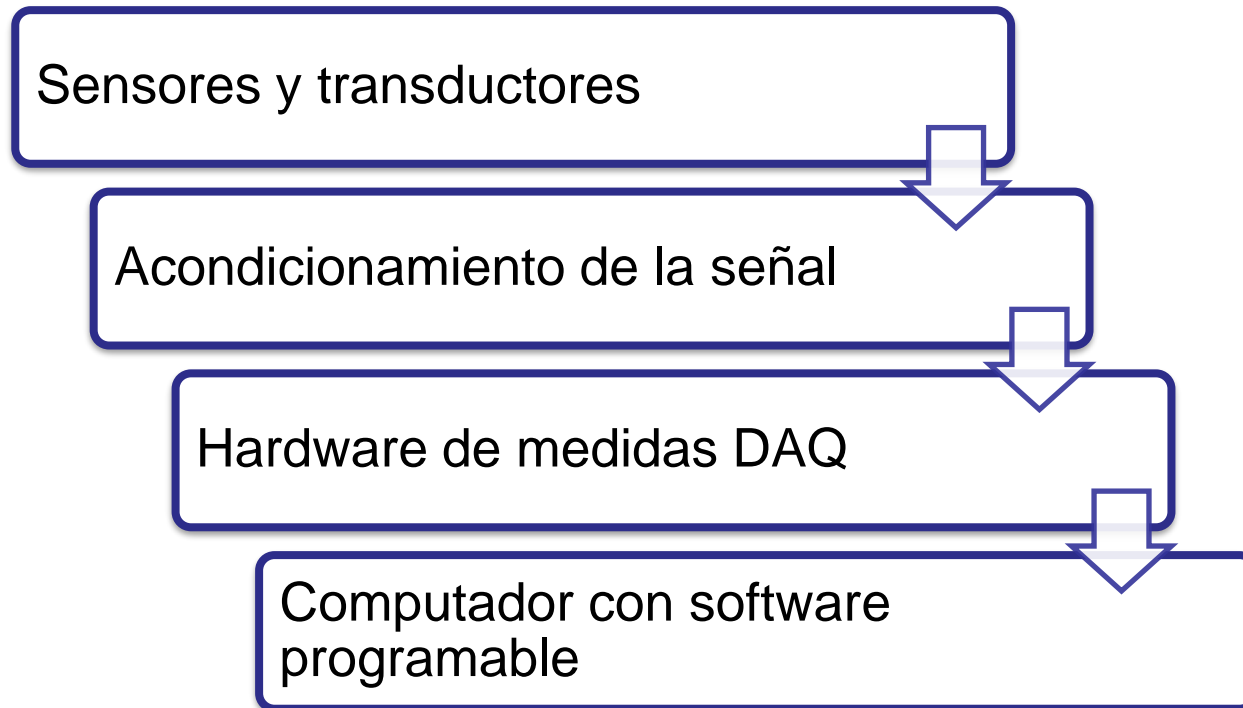 Sensores y transductores
Acondicionamiento de la señal
Hardware de medidas DAQ
Computador con software
programable